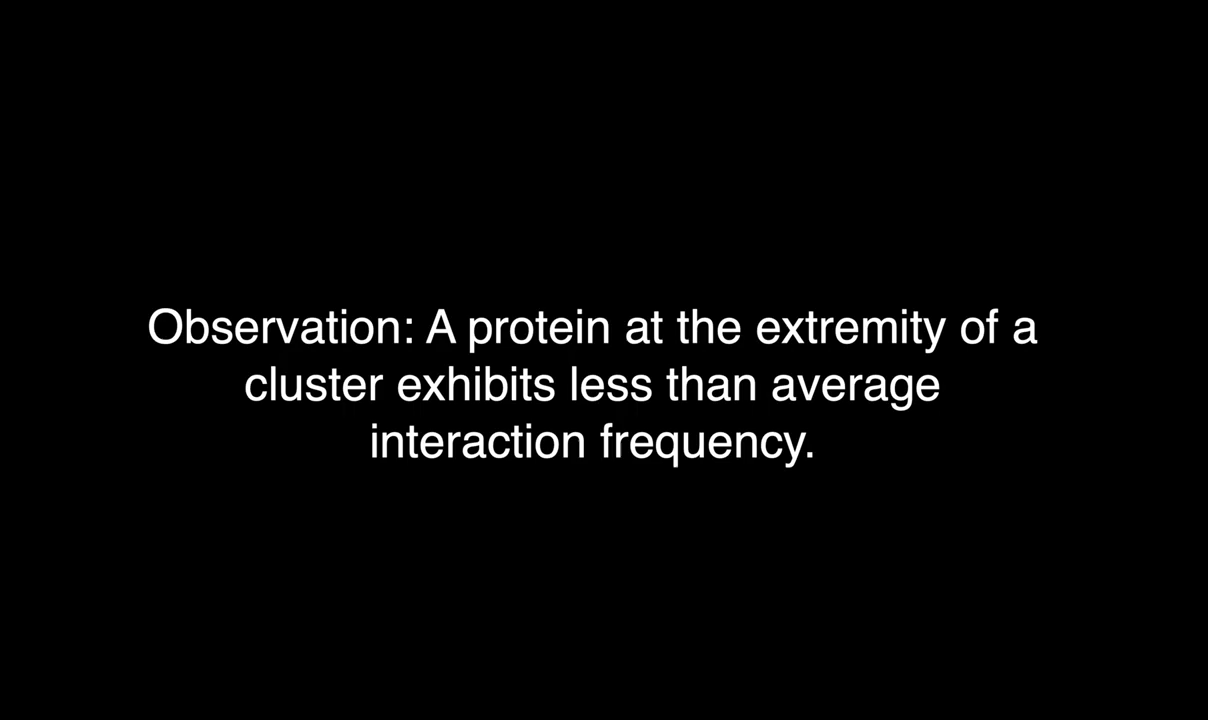 Observation: A protein at the extremity of a
cluster exhibits less than average
interaction frequency.